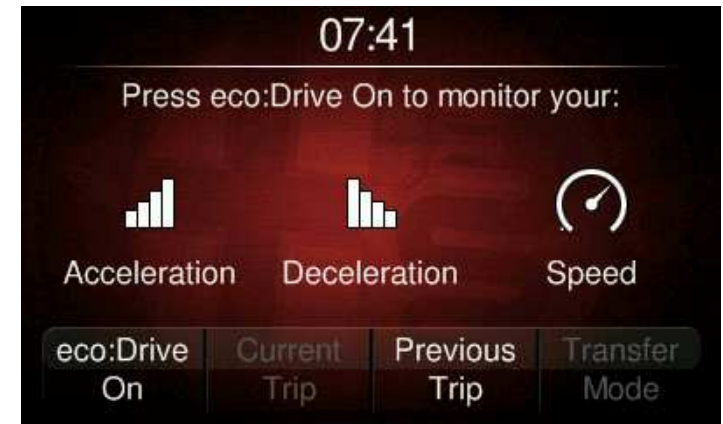 07:41
Press eco:Drive On to monitor your:
Acceleration Deceleration Speed
eco:Drive Current Previous Transfer
On Trip Trip Mode